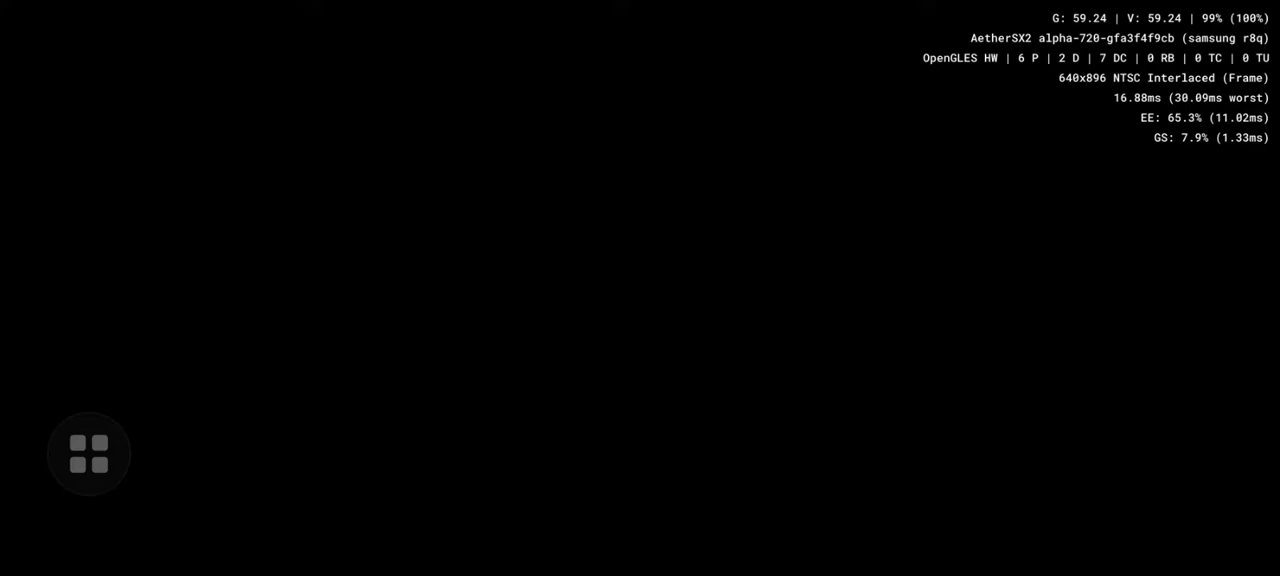 G: 59.24 | V: 59.24 | 99% (100%)
AetherSX2 alpha-720-gfa3f4f9cb (samsung r8q)
OpenGLES HW | 6 P | 2 D | 7 DC | 0 RB | 0 TC | 0 TU
640x896 NTSC Interlaced (Frame)
16.88ms (30.09ms worst)
EE: 65.3% (11.02ms)
GS: 7.9% (1.33ms)